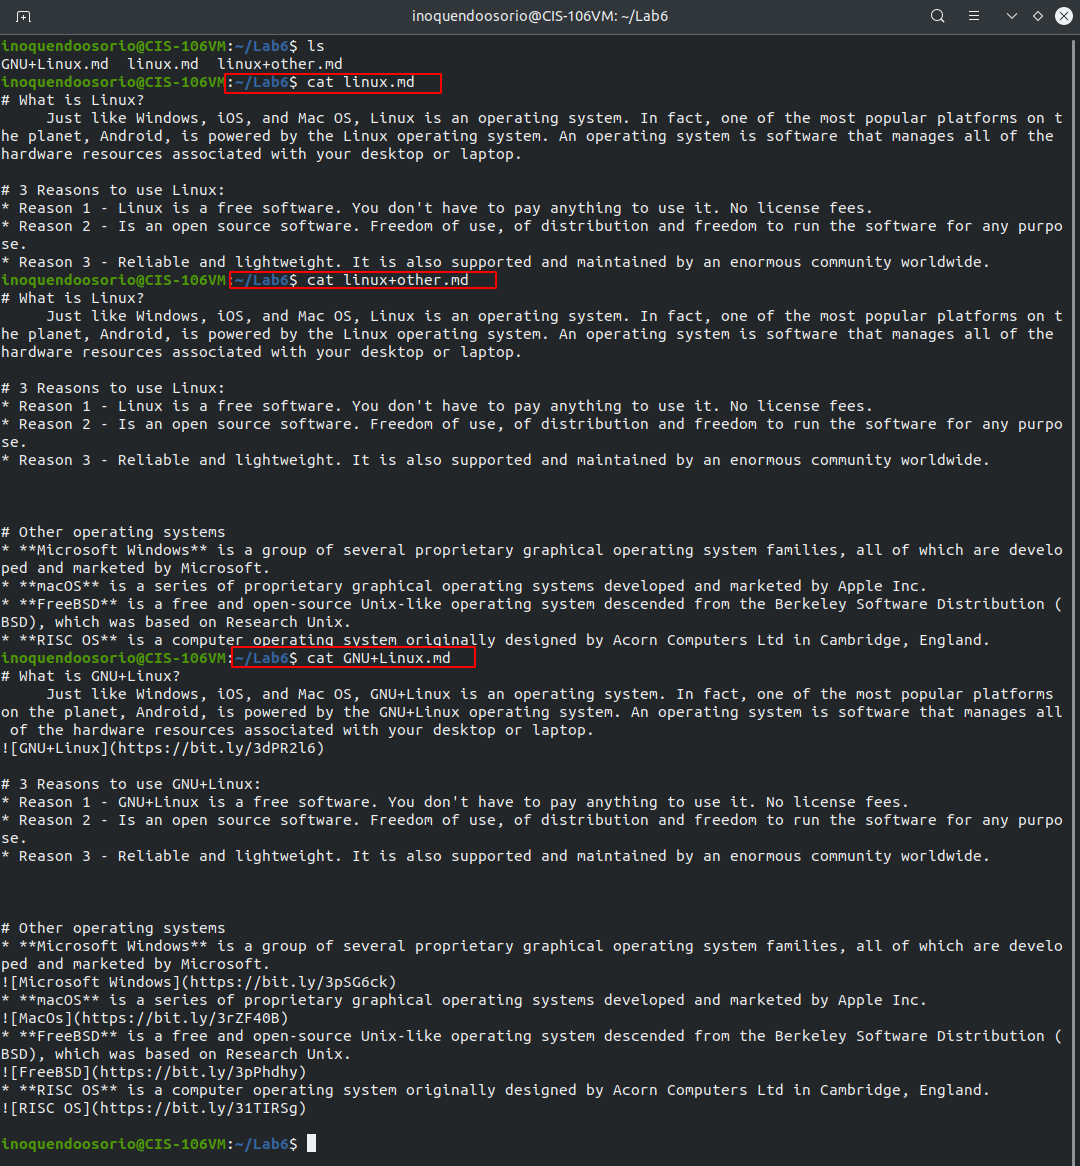 inoquendoosorio@CIS-106VM: ~/Lab6
inoquendoosorio@CIS-106VM:~/Lab6$ ls
GNU+Linux.md  linux.md  linux+other.md
inoquendoosorio@CIS-106VM:~/Lab6$ cat linux.md
# What is Linux?
     Just like Windows, iOS, and Mac OS, Linux is an operating system. In fact, one of the most popular platforms on t
he planet, Android, is powered by the Linux operating system. An operating system is software that manages all of the
hardware resources associated with your desktop or laptop.

# 3 Reasons to use Linux:
* Reason 1 - Linux is a free software. You don't have to pay anything to use it. No license fees.
* Reason 2 - Is an open source software. Freedom of use, of distribution and freedom to run the software for any purpo
se.
* Reason 3 - Reliable and lightweight. It is also supported and maintained by an enormous community worldwide.
inoquendoosorio@CIS-106VM:~/Lab6$ cat linux+other.md
# What is Linux?
     Just like Windows, iOS, and Mac OS, Linux is an operating system. In fact, one of the most popular platforms on t
he planet, Android, is powered by the Linux operating system. An operating system is software that manages all of the
hardware resources associated with your desktop or laptop.

# 3 Reasons to use Linux:
* Reason 1 - Linux is a free software. You don't have to pay anything to use it. No license fees.
* Reason 2 - Is an open source software. Freedom of use, of distribution and freedom to run the software for any purpo
se.
* Reason 3 - Reliable and lightweight. It is also supported and maintained by an enormous community worldwide.

# Other operating systems
* **Microsoft Windows** is a group of several proprietary graphical operating system families, all of which are develo
ped and marketed by Microsoft.
* **macOS** is a series of proprietary graphical operating systems developed and marketed by Apple Inc.
* **FreeBSD** is a free and open-source Unix-like operating system descended from the Berkeley Software Distribution (
BSD), which was based on Research Unix.
* **RISC OS** is a computer operating system originally designed by Acorn Computers Ltd in Cambridge, England.
inoquendoosorio@CIS-106VM:~/Lab6$ cat GNU+Linux.md
# What is GNU+Linux?
     Just like Windows, iOS, and Mac OS, GNU+Linux is an operating system. In fact, one of the most popular platforms
on the planet, Android, is powered by the GNU+Linux operating system. An operating system is software that manages all
 of the hardware resources associated with your desktop or laptop.
![GNU+Linux](https://bit.ly/3dPR2l6)

# 3 Reasons to use GNU+Linux:
* Reason 1 - GNU+Linux is a free software. You don't have to pay anything to use it. No license fees.
* Reason 2 - Is an open source software. Freedom of use, of distribution and freedom to run the software for any purpo
se.
* Reason 3 - Reliable and lightweight. It is also supported and maintained by an enormous community worldwide.

# Other operating systems
* **Microsoft Windows** is a group of several proprietary graphical operating system families, all of which are develo
ped and marketed by Microsoft.
![Microsoft Windows](https://bit.ly/3pSG6ck)
* **macOS** is a series of proprietary graphical operating systems developed and marketed by Apple Inc.
![MacOs](https://bit.ly/3rZF40B)
* **FreeBSD** is a free and open-source Unix-like operating system descended from the Berkeley Software Distribution (
BSD), which was based on Research Unix.
![FreeBSD](https://bit.ly/3pPhdhy)
* **RISC OS** is a computer operating system originally designed by Acorn Computers Ltd in Cambridge, England.
![RISC OS](https://bit.ly/31TIRSg)

inoquendoosorio@CIS-106VM:~/Lab6$